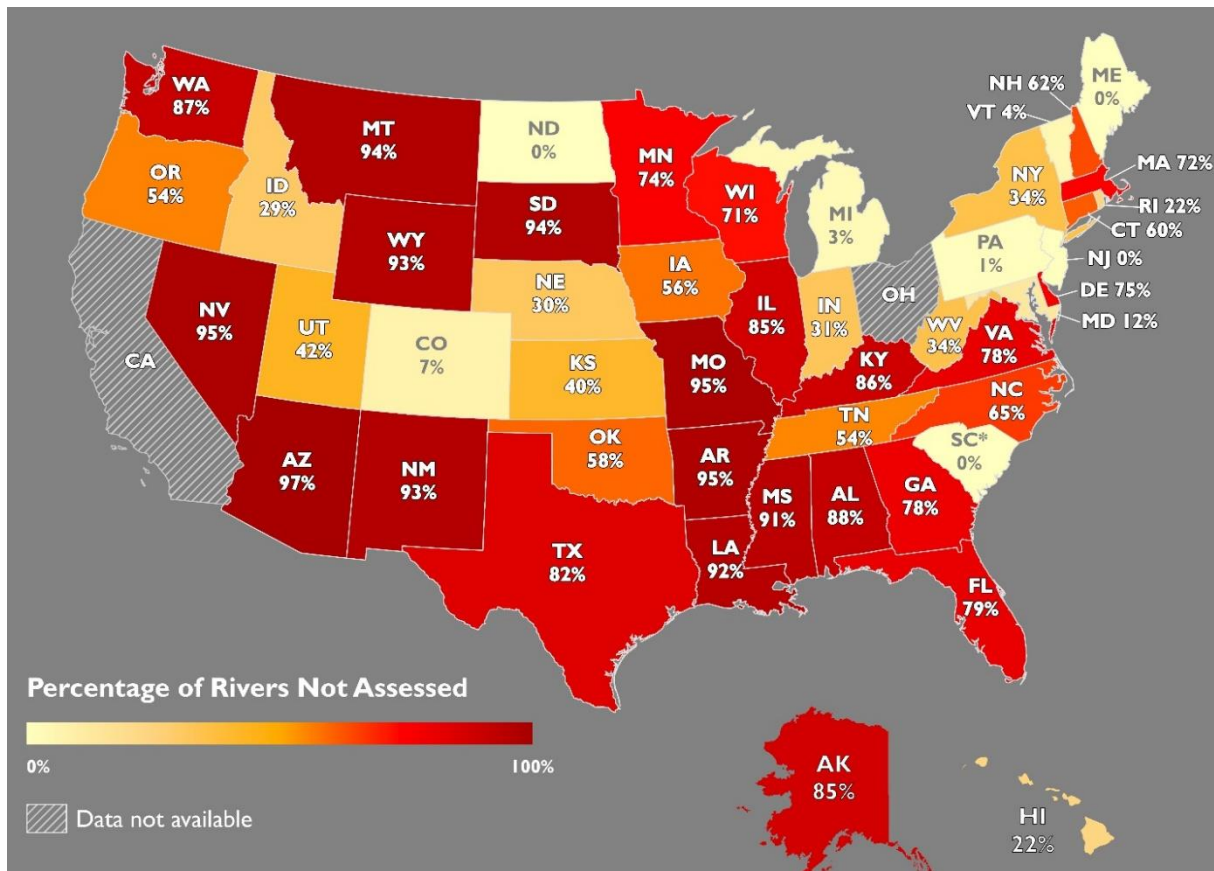 WA
87%
MT
94%
ND
0%
MN
74%
NH 62%
VT 4%
ME
0%
OR
54%
ID
29%
WY
93%
SD
94%
WI
71%
MI
3%
NY
34%
MA 72%
RI 22%
CT 60%
NJ 0%
DE 75%
MD 12%
PA
1%
NV
95%
UT
42%
CO
7%
NE
30%
IA
56%
IL
85%
IN
31%
OH
WV
34%
VA
78%
CA
KS
40%
MO
95%
KY
86%
NC
65%
TN
54%
SC*
0%
AZ
97%
NM
93%
OK
58%
AR
95%
MS
91%
AL
88%
GA
78%
TX
82%
LA
92%
FL
79%
Percentage of Rivers Not Assessed
0% 100%
Data not available
AK
85%
HI
22%